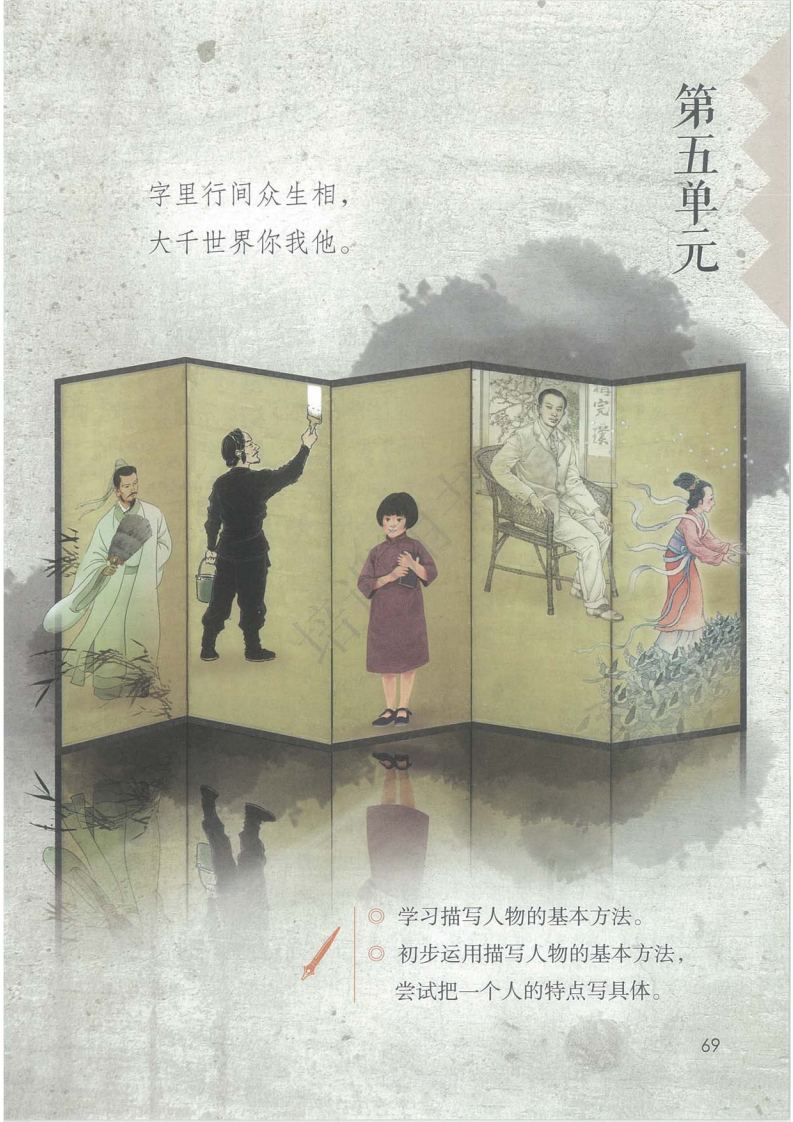 第五单元
字里行间众生相，
大千世界你我他。
◎ 学习描写人物的基本方法。
◎ 初步运用描写人物的基本方法，
尝试把一个人的特点写具体。
69